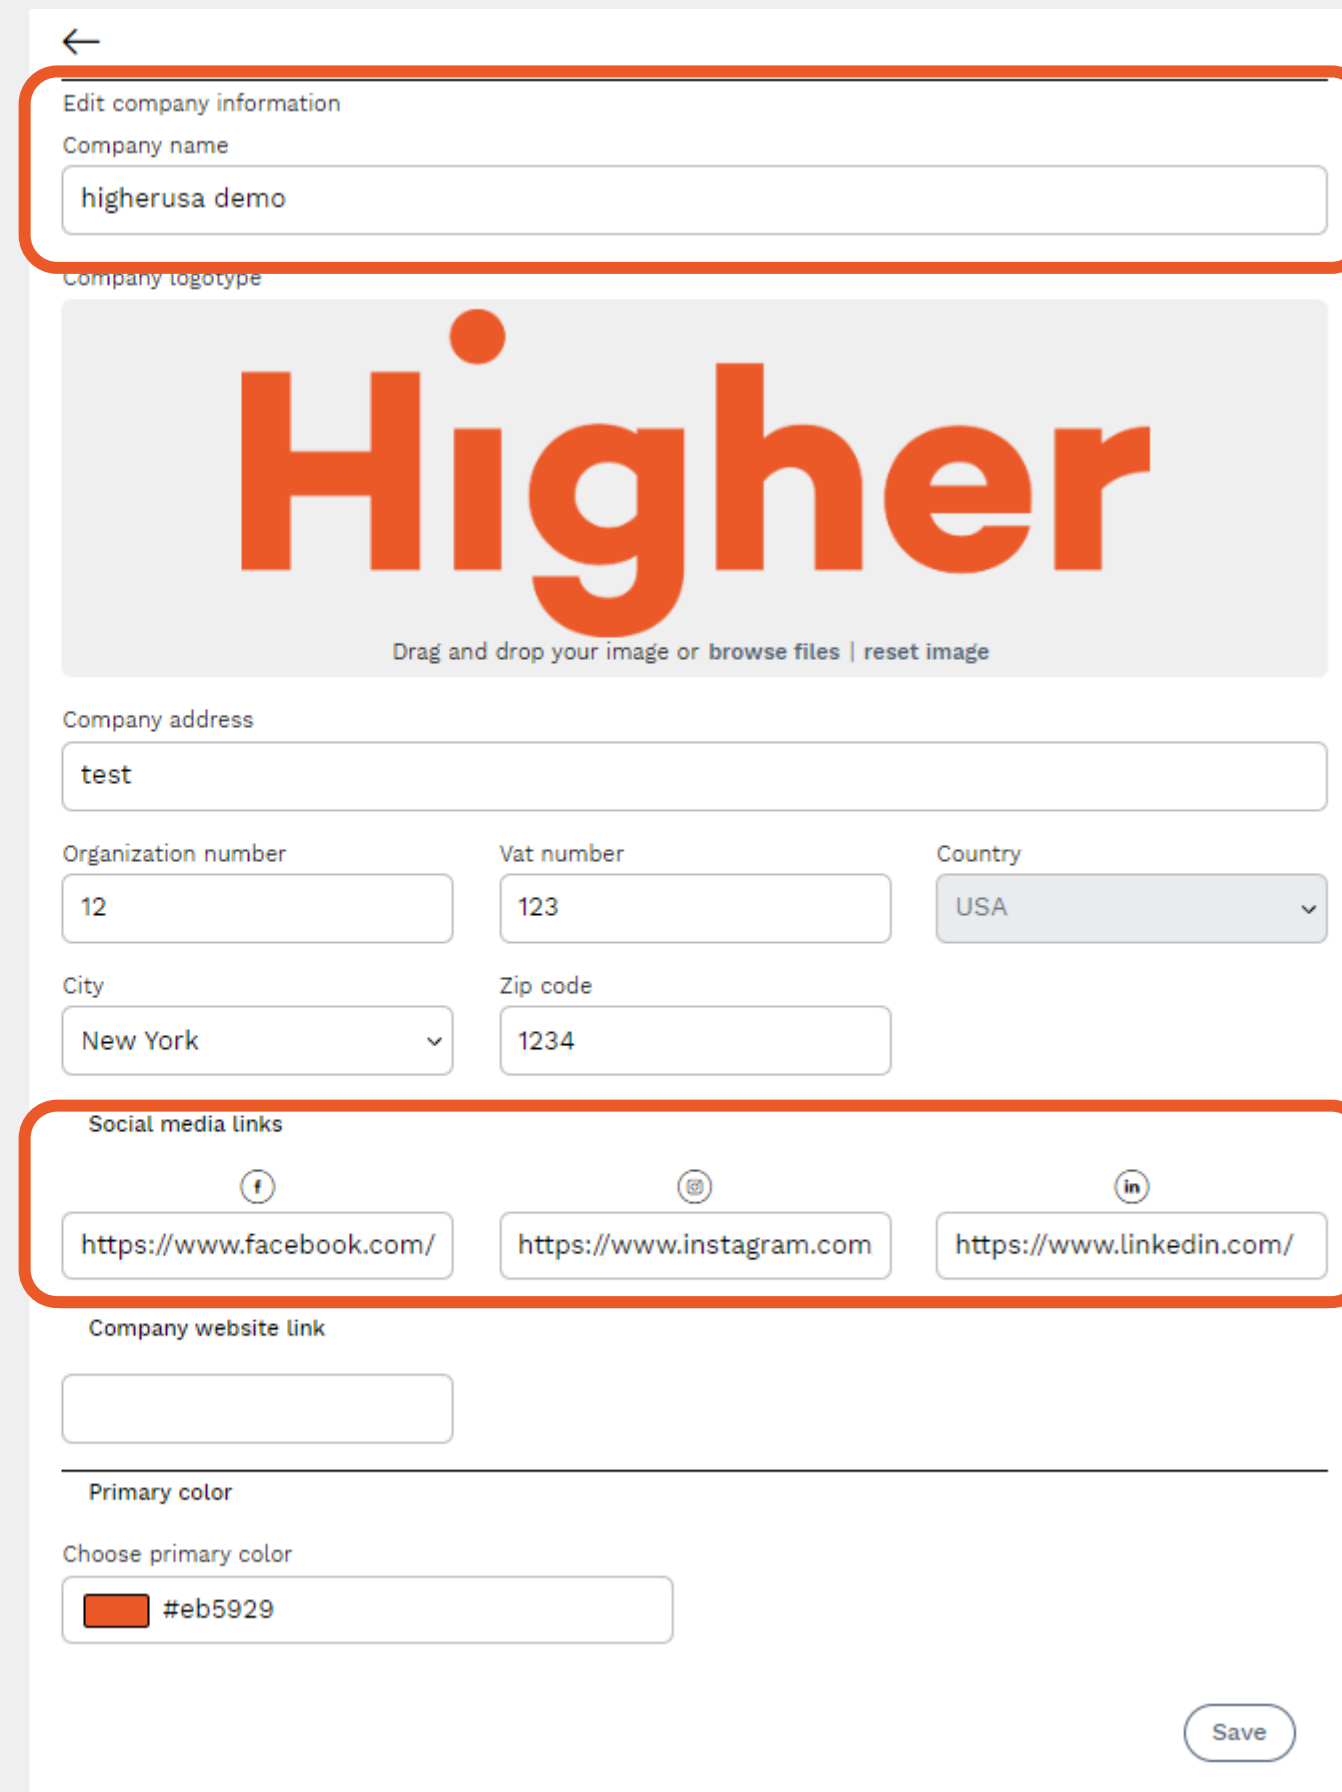 Edit company information
Company name
higherusa demo
Company logotype
Higher
Drag and drop your image or browse files | reset image
Company address
test
Organization number Vat number Country
12 123 USA
City Zip code
New York 1234
Social media links
f in
https://www.facebook.com/ https://www.instagram.com https://www.linkedin.com/
Company website link
Primary color
Choose primary color
#eb5929
Save